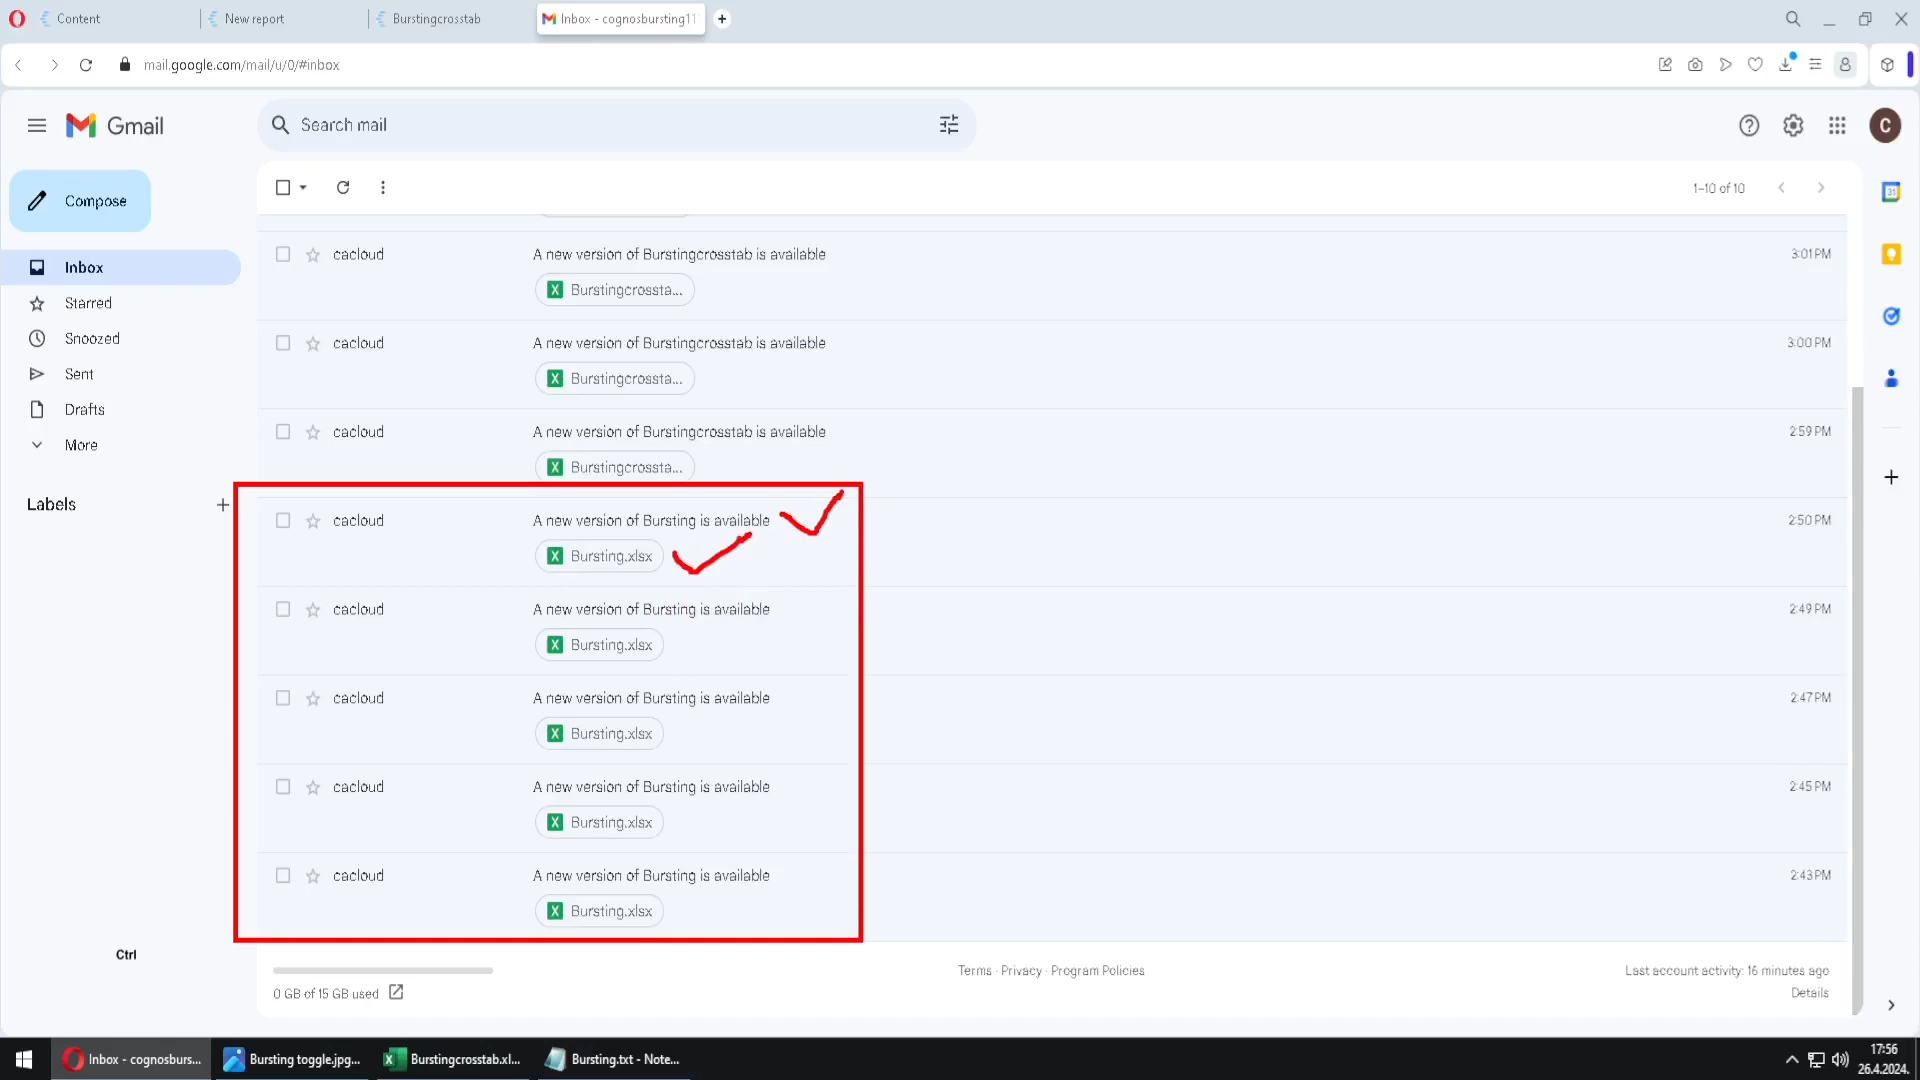 Content
New report
Burstingcrosstab
Inbox - cognosbursting11
mail.google.com/mail/u/0/#inbox
Gmail
Search mail
C
Compose
1-10 of 10
31
Inbox
Starred
Snoozed
Sent
Drafts
More
Labels
cacloud A new version of Burstingcrosstab is available 3:01 PM
X Burstingcrossta...
cacloud A new version of Burstingcrosstab is available 3:00 PM
X Burstingcrossta...
cacloud A new version of Burstingcrosstab is available 2:59 PM
X Burstingcrossta...
cacloud A new version of Bursting is available 2:50 PM
X Bursting.xlsx
cacloud A new version of Bursting is available 2:49 PM
X Bursting.xlsx
cacloud A new version of Bursting is available 2:47 PM
X Bursting.xlsx
cacloud A new version of Bursting is available 2:45 PM
X Bursting.xlsx
cacloud A new version of Bursting is available 2:43 PM
X Bursting.xlsx
Ctrl
0 GB of 15 GB used
Terms · Privacy · Program Policies
Last account activity: 16 minutes ago
Details
Inbox - cognosburs...
Bursting toggle.jpg...
Burstingcrosstab.xl...
Bursting.txt - Note...
17:56
26.4.2024.